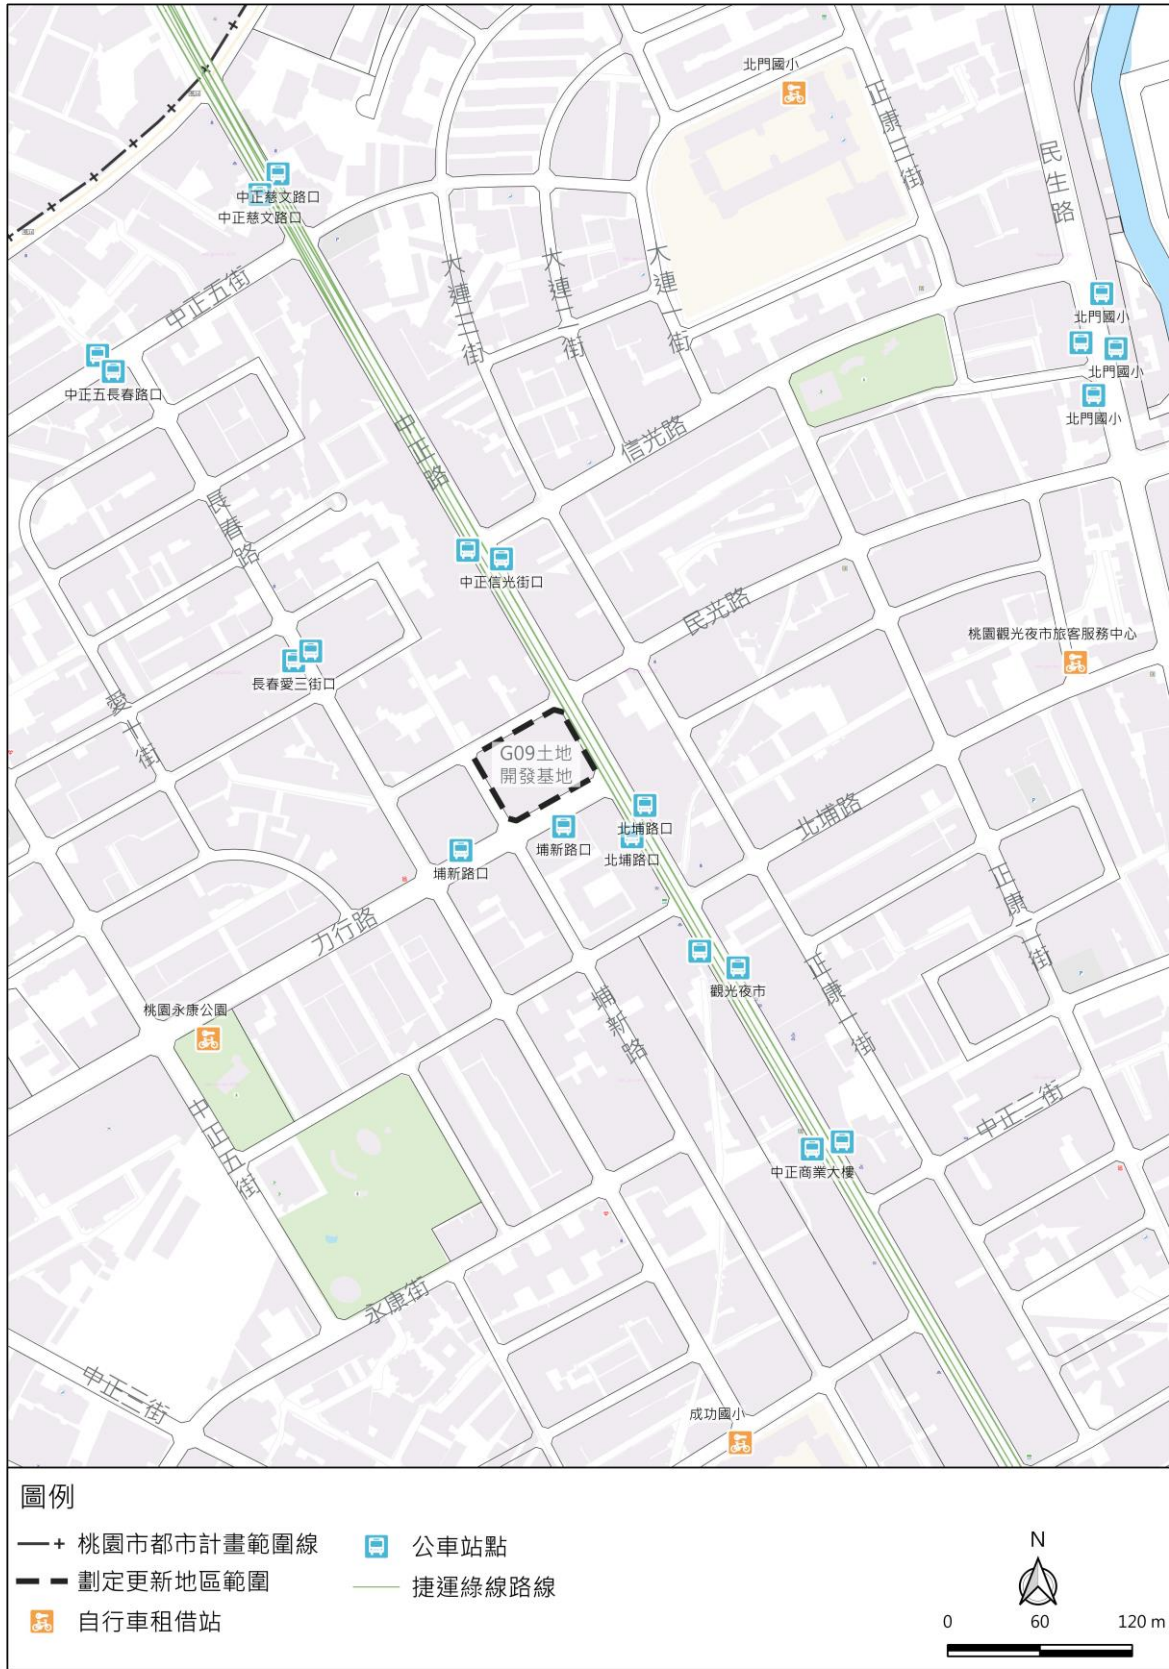 北門國小
正康三街
民生路
中正慈文路口
中正慈文路口
大連三街
大連二街
大連一街
中正五街
北門國小
北門國小
北門國小
中正五長春路口
中正路
信光路
長春路
中正信光街口
民光路
桃園觀光夜市旅客服務中心
長春愛三街口
愛十街
G09土地
開發基地
北埔路口
北埔路口
埔新路口
埔新路口
北埔路
正康二街
力行路
觀光夜市
正康一街
埔新路
桃園永康公園
中正五街
中正二街
中正商業大樓
永康街
中正三街
成功國小
圖例
桃園市都市計畫範圍線
公車站點
劃定更新地區範圍
捷運綠線路線
自行車租借站
N
0 60 120 m